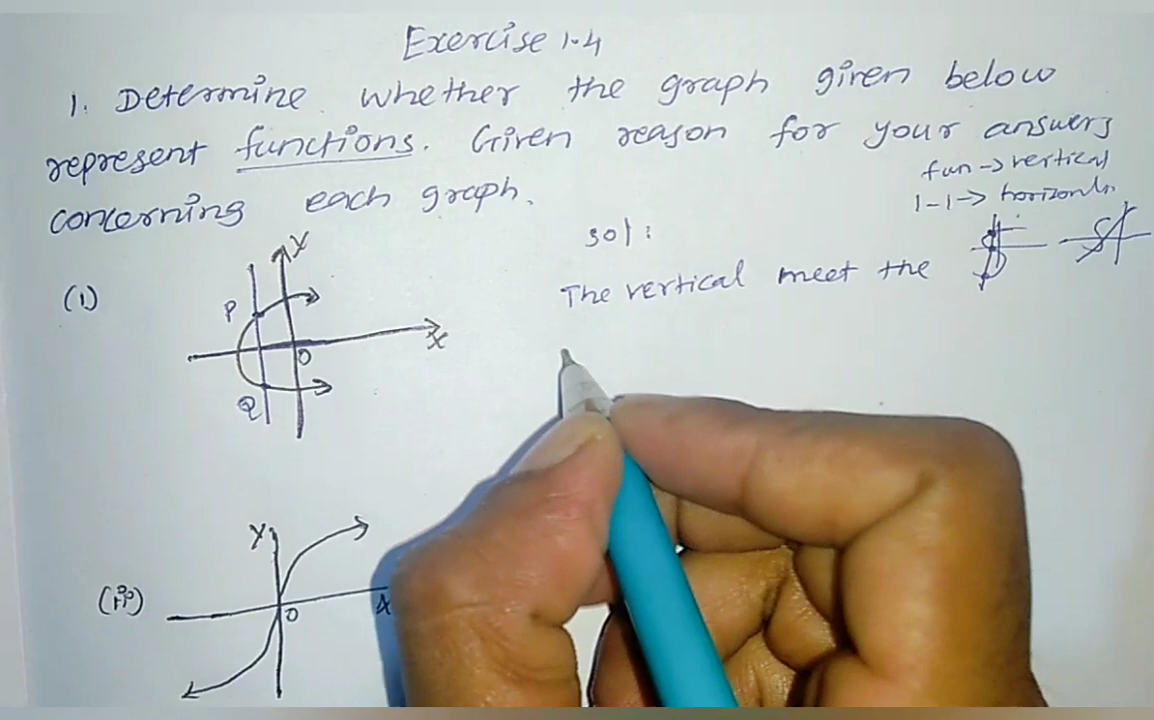 Exercise 1.4
1. Determine whether the graph giren below
represent functions. Given reason for your answers
concerning each graph.
fun → vertical
1-1 → horizontal
sol:
The vertical meet the
(i)
Y
P
O
X
Q
(ii)
Y
O
X